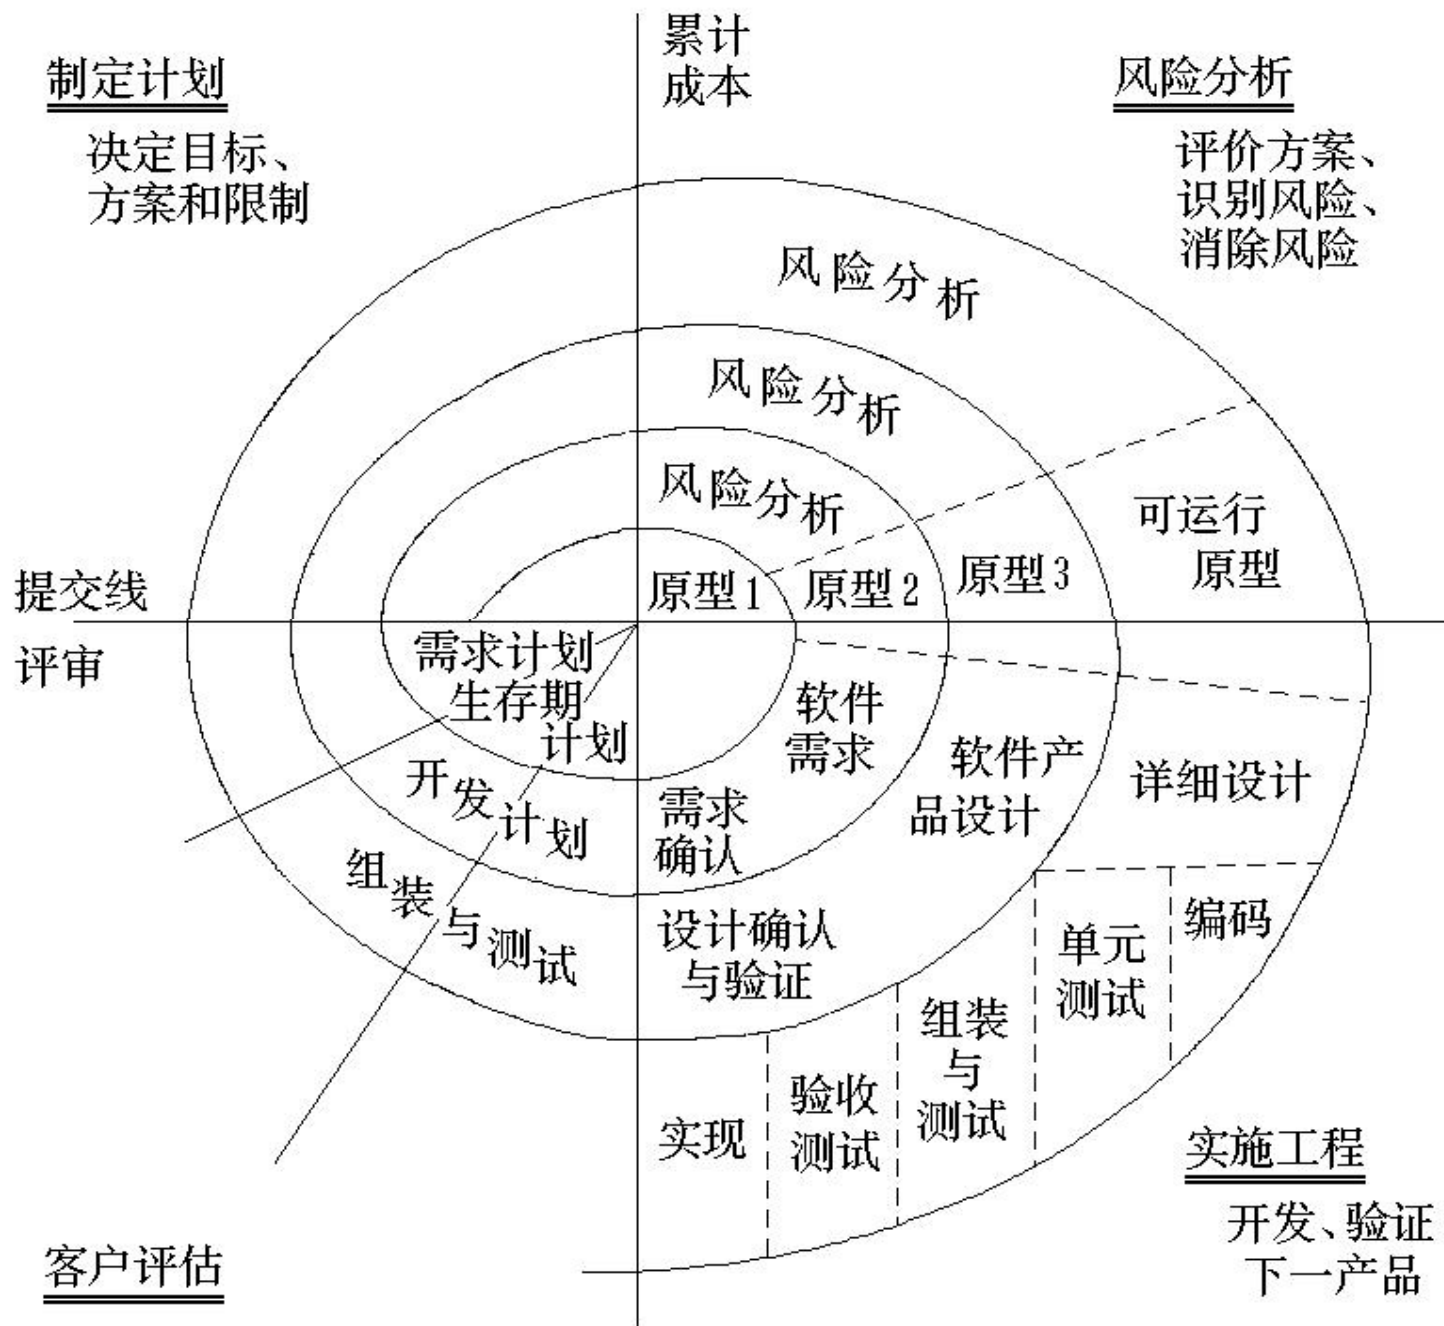 累计
成本
制定计划
决定目标、
方案和限制
风险分析
评价方案、
识别风险、
消除风险
风险分析
风险分析
风险分析
可运行
原型
原型1
原型2
原型3
提交线
评审
需求计划
生存期
计划
开发计划
组装与测试
软件
需求
需求
确认
软件产
品设计
详细设计
设计确认
与验证
编码
单元
测试
组装
与
测试
验收
测试
实现
实施工程
开发、验证
下一产品
客户评估